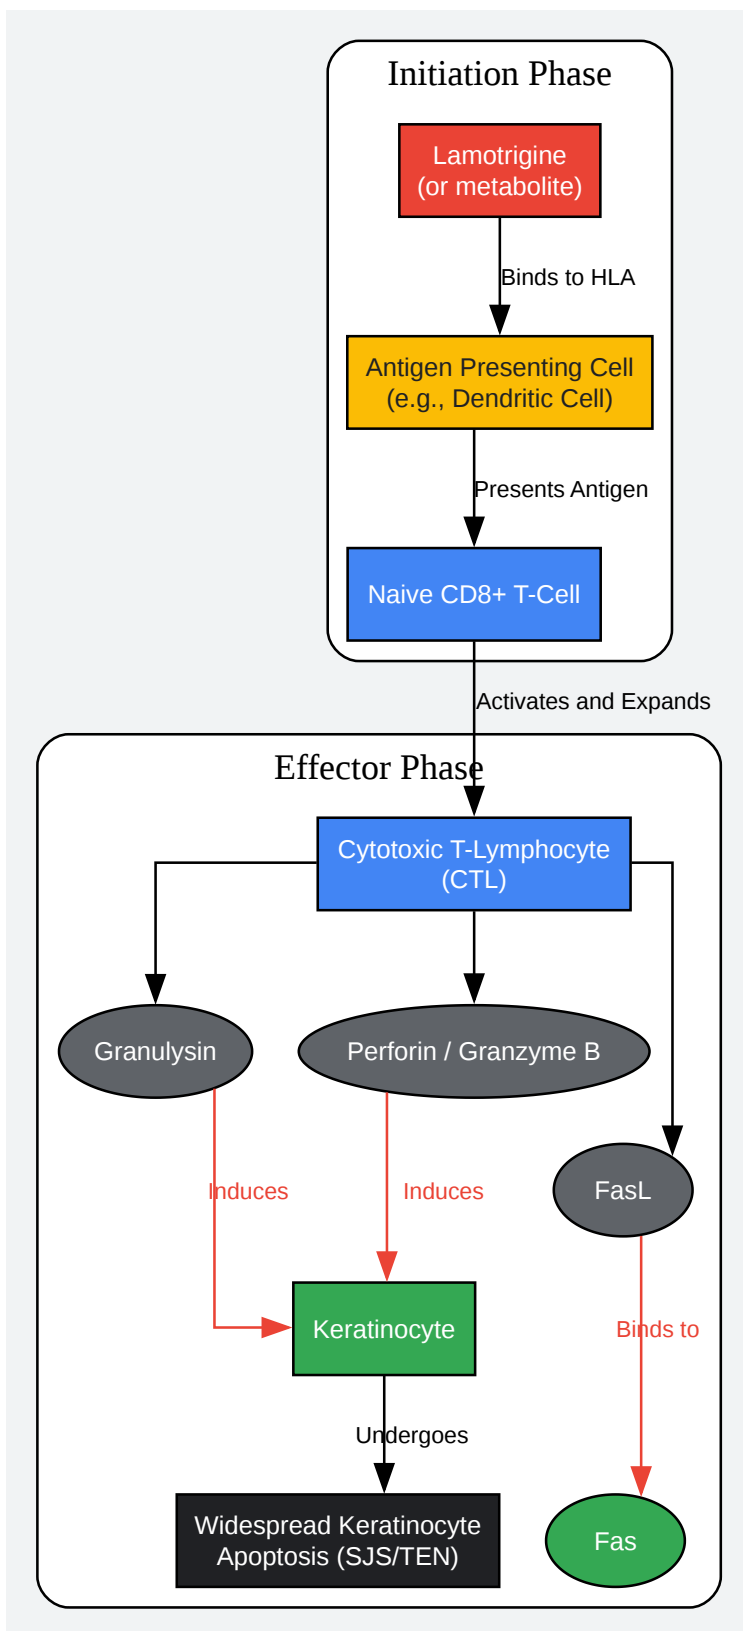 Initiation Phase
Lamotrigine
(or metabolite)
Binds to HLA
Antigen Presenting Cell
(e.g., Dendritic Cell)
Presents Antigen
Naive CD8+ T-Cell
Activates and Expands
Effector Phase
Cytotoxic T-Lymphocyte
(CTL)
Granulysin
Perforin / Granzyme B
FasL
Induces
Induces
Keratinocyte
Binds to
Undergoes
Widespread Keratinocyte
Apoptosis (SJS/TEN)
Fas